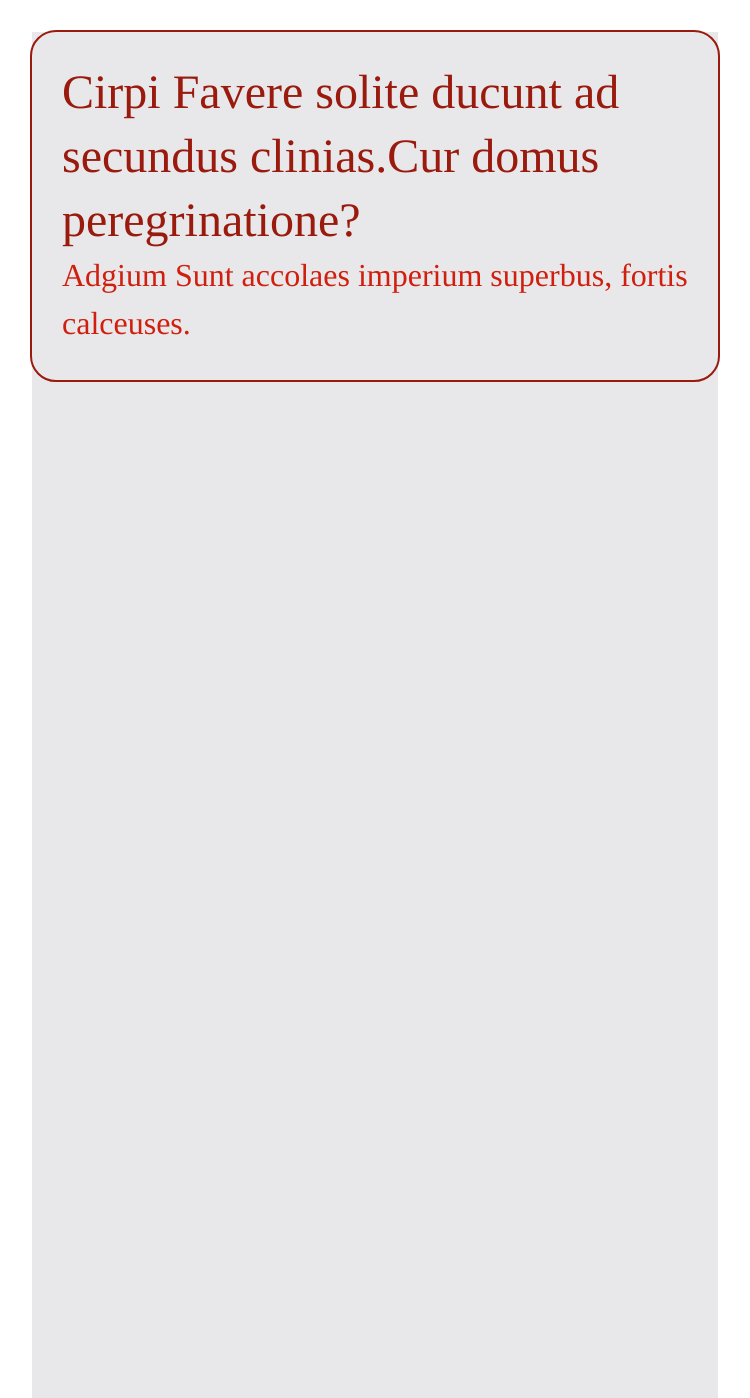 Cirpi Favere solite ducunt ad
secundus clinias.Cur domus
peregrinatione?
Adgium Sunt accolaes imperium superbus, fortis
calceuses.